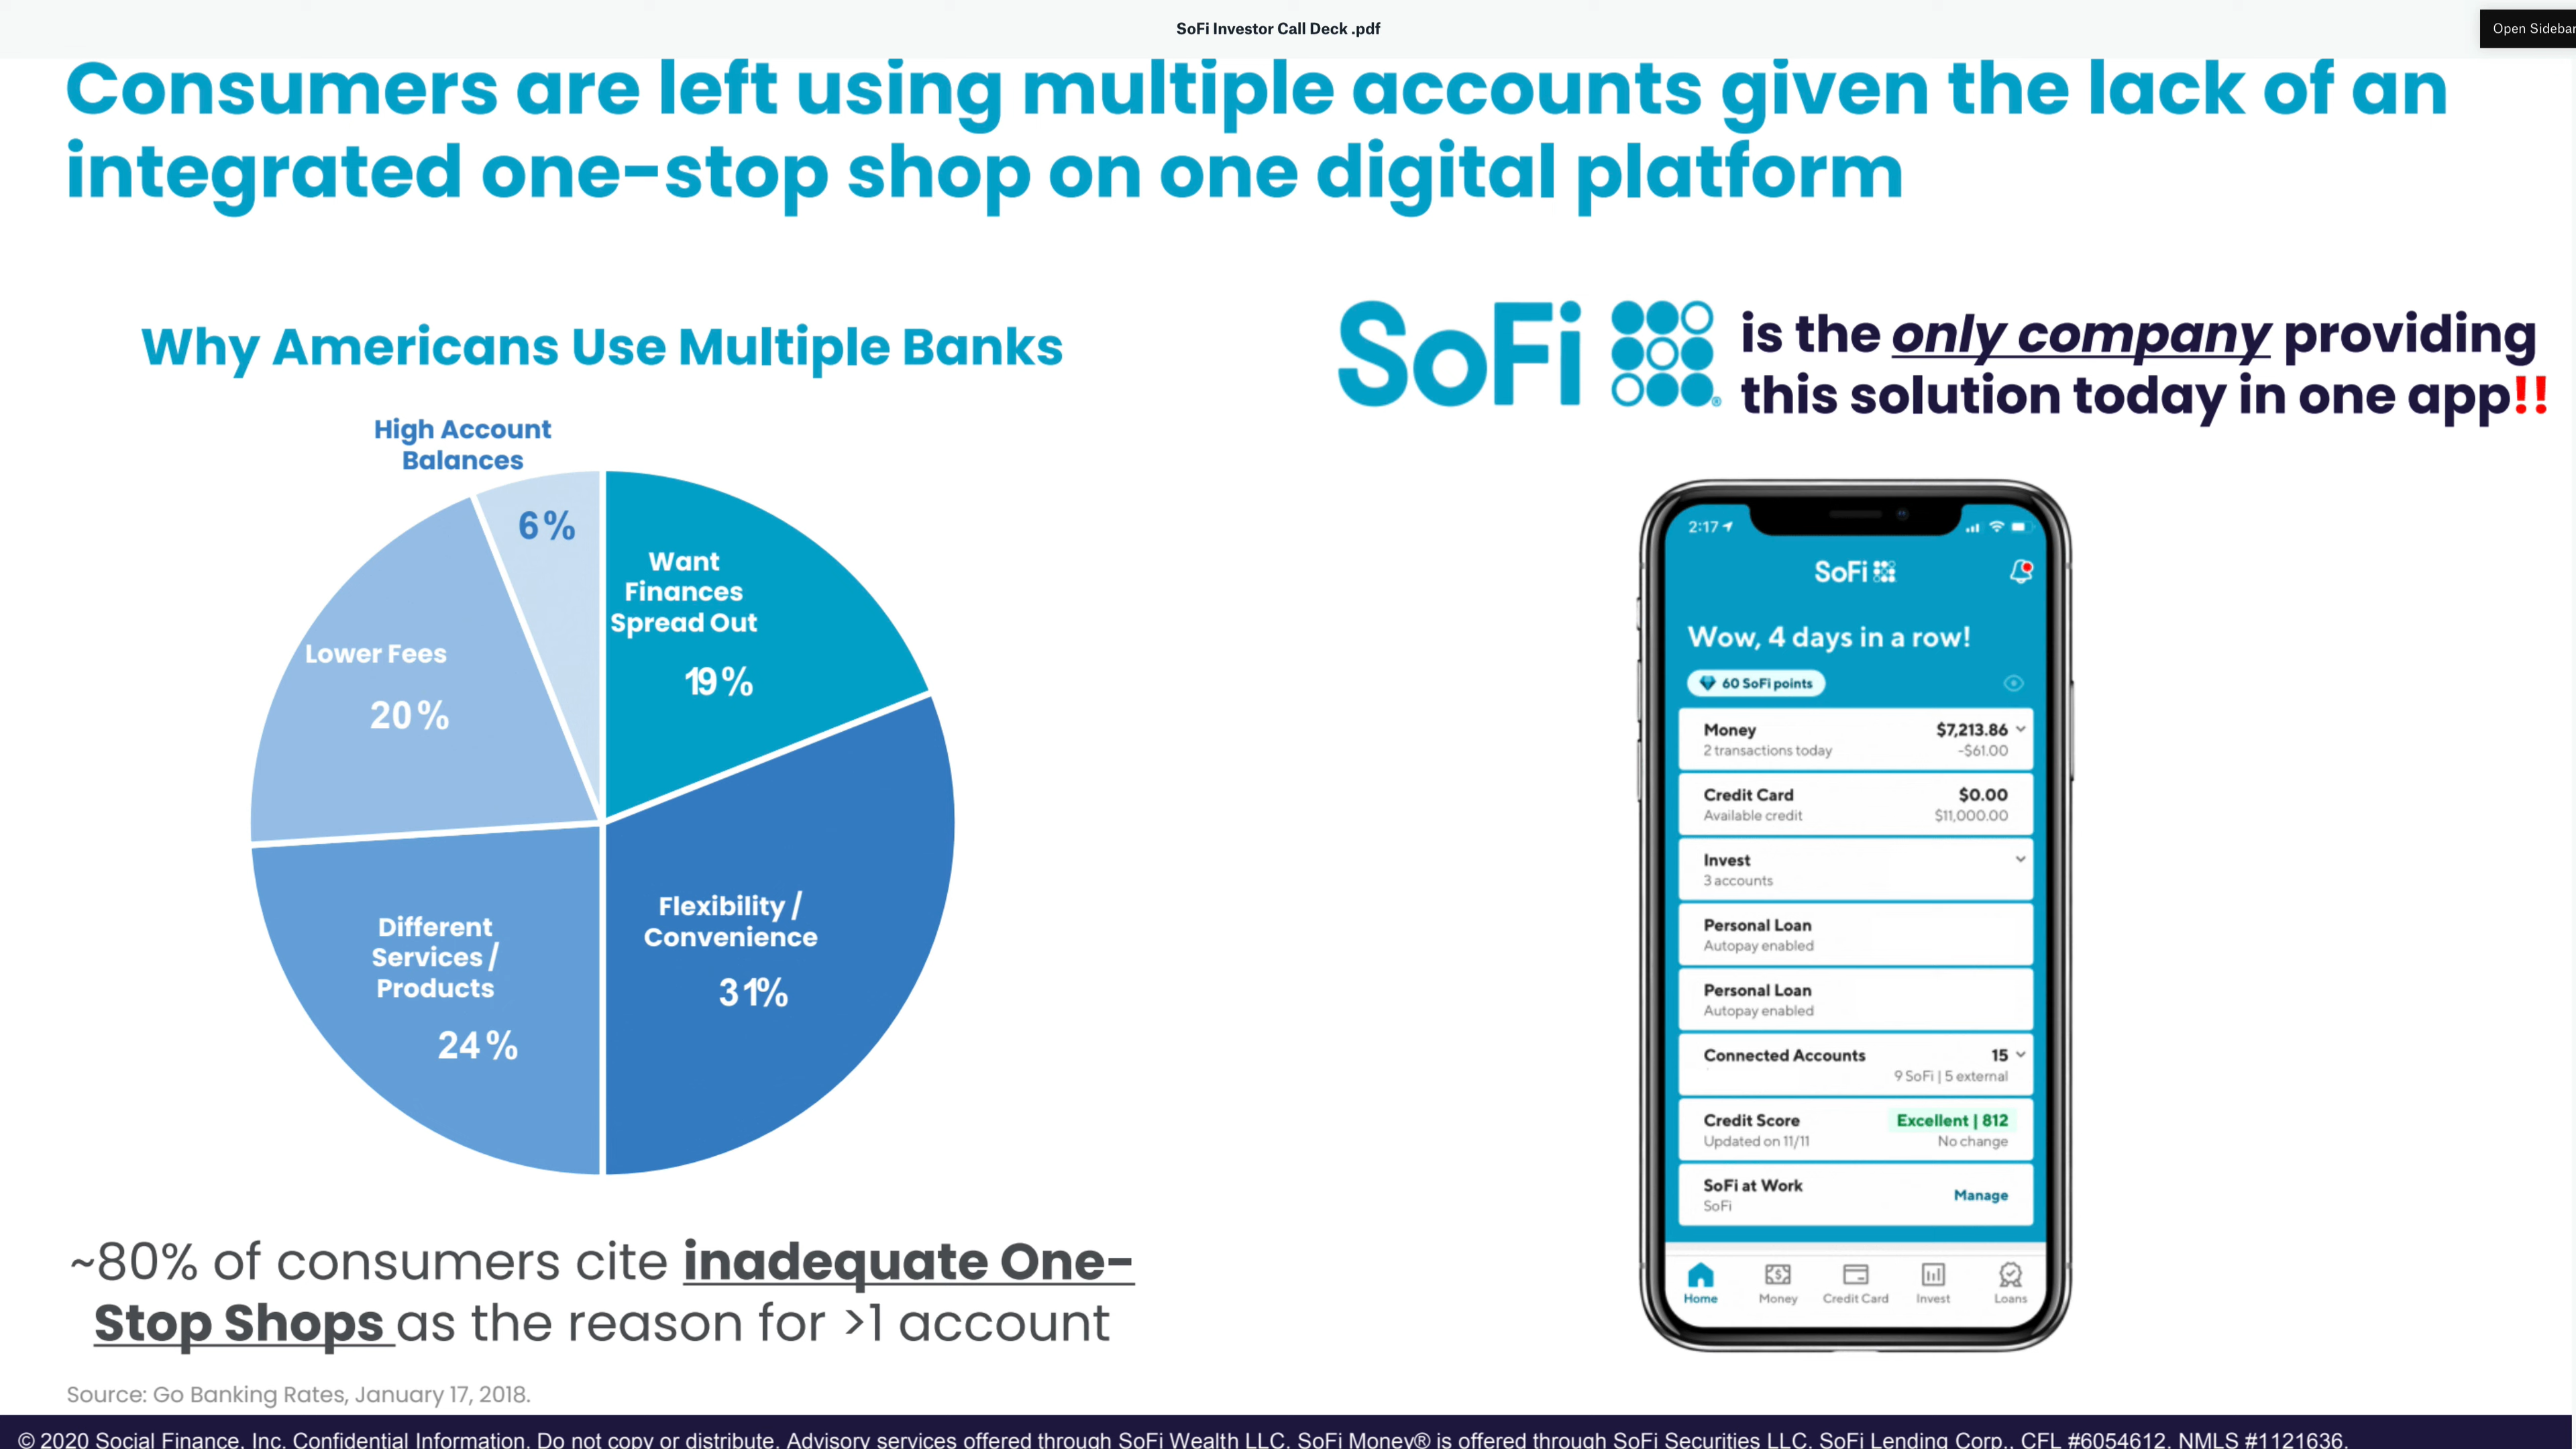 SoFi Investor Call Deck .pdf
Open Sidebar
Consumers are left using multiple accounts given the lack of an
integrated one-stop shop on one digital platform
Why Americans Use Multiple Banks
High Account
Balances
6%
Want
Finances
Spread Out
19%
Lower Fees
20%
Flexibility /
Convenience
31%
Different
Services /
Products
24%
~80% of consumers cite inadequate One-
Stop Shops as the reason for >1 account
Source: Go Banking Rates, January 17, 2018.
SoFi ®
is the only company providing
this solution today in one app!!
2:17
SoFi
Wow, 4 days in a row!
60 SoFi points
Money $7,213.86
2 transactions today -$61.00
Credit Card $0.00
Available credit $11,000.00
Invest
3 accounts
Personal Loan
Autopay enabled
Personal Loan
Autopay enabled
Connected Accounts 15
9 SoFi | 5 external
Credit Score Excellent | 812
Updated on 11/11 No change
SoFi at Work Manage
SoFi
Home Money Credit Card Invest Loans
© 2020 Social Finance, Inc. Confidential Information. Do not copy or distribute. Advisory services offered through SoFi Wealth LLC. SoFi Money® is offered through SoFi Securities LLC. SoFi Lending Corp., CFL #6054612, NMLS #1121636.